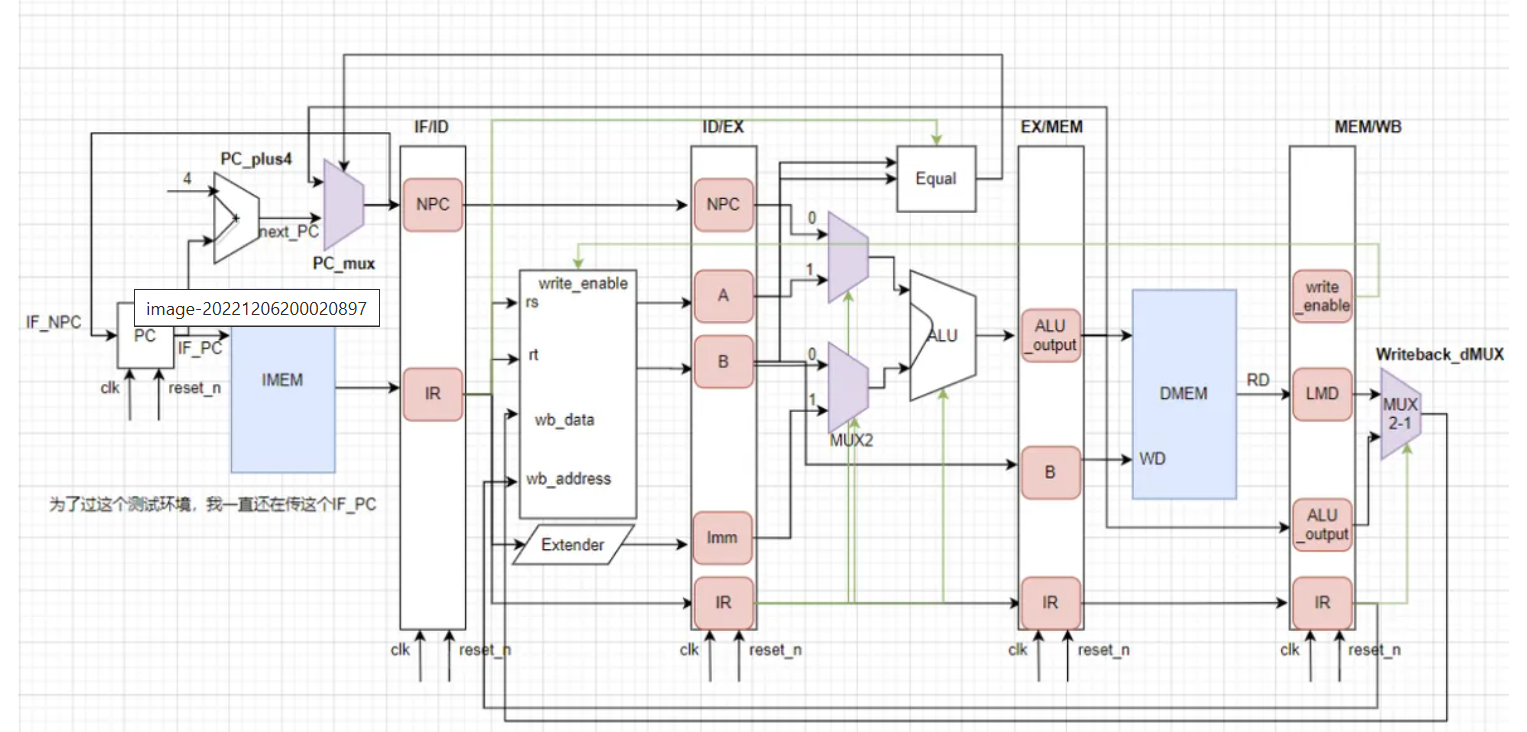 IF/ID
ID/EX
EX/MEM
MEM/WB
PC_plus4
4
next_PC
PC_mux
NPC
NPC
Equal
0
1
write_enable
rs
rt
wb_data
wb_address
A
B
0
1
MUX2
ALU
ALU
_output
write
_enable
image-20221206200020897
IF_NPC
PC
IF_PC
clk
reset_n
IMEM
IR
DMEM
RD
WD
LMD
Writeback_dMUX
MUX
2-1
B
ALU
_output
为了过这个测试环境，我一直还在传这个IF_PC
Extender
Imm
IR
IR
IR
clk
reset_n
clk
reset_n
clk
reset_n
clk
reset_n